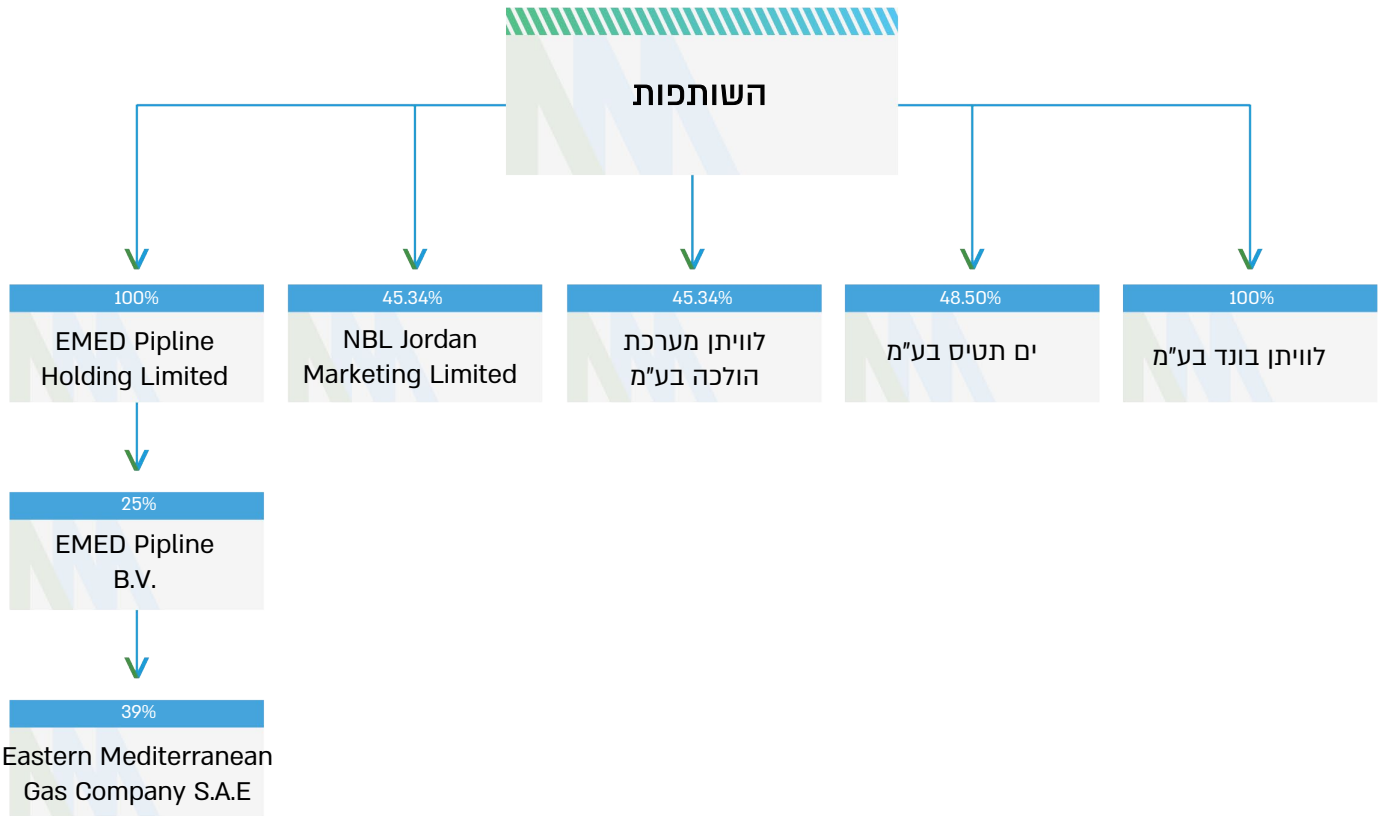 השותפות
100%
EMED Pipline
Holding Limited
45.34%
NBL Jordan
Marketing Limited
45.34%
לוויתן מערכת
הולכה בע"מ
48.50%
ים תטיס בע"מ
100%
לוויתן בונד בע"מ
25%
EMED Pipline
B.V.
39%
Eastern Mediterranean
Gas Company S.A.E